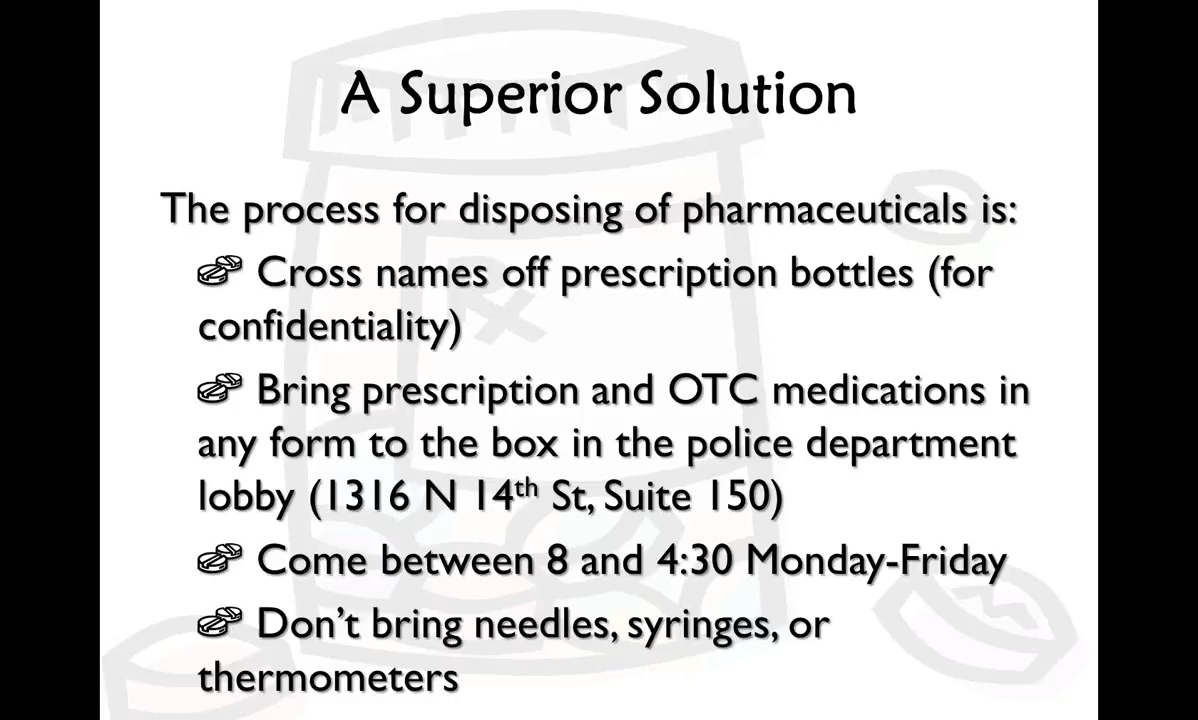 A Superior Solution
The process for disposing of pharmaceuticals is:
Cross names off prescription bottles (for
confidentiality)
Bring prescription and OTC medications in
any form to the box in the police department
lobby (1316 N 14th St, Suite 150)
Come between 8 and 4:30 Monday-Friday
Don't bring needles, syringes, or
thermometers